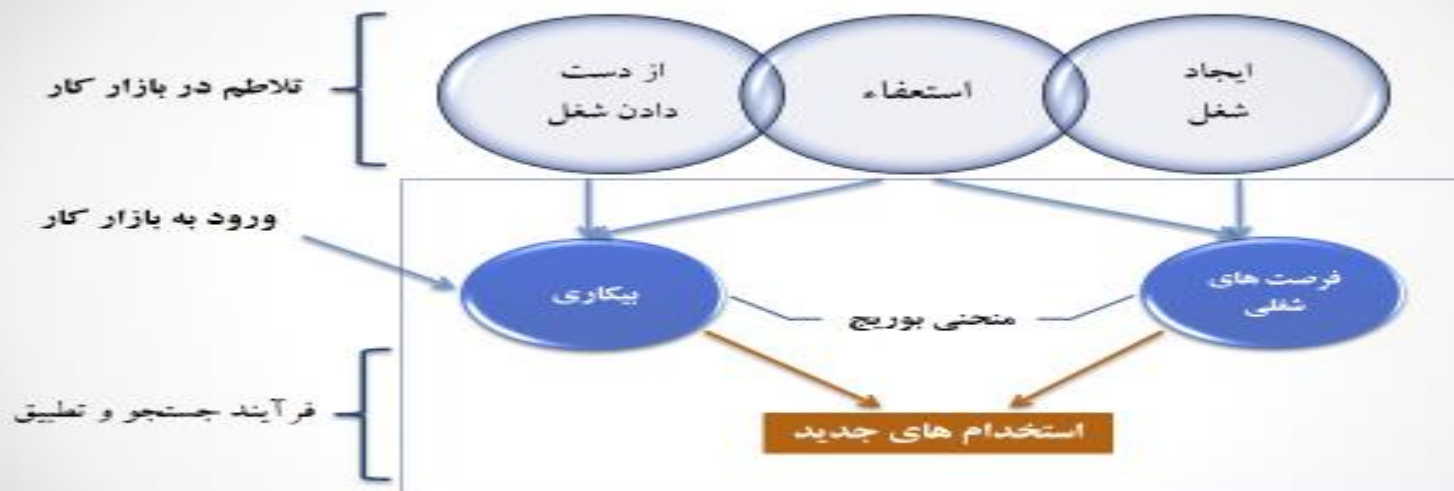 ایجاد
شغل
استعفاء
از دست
دادن شغل
تلاطم در بازار کار
ورود به بازار کار
فرصت های
شغلی
منحنی بوریج
بیکاری
فرآیند جستجو و تطبیق
استخدام های جدید